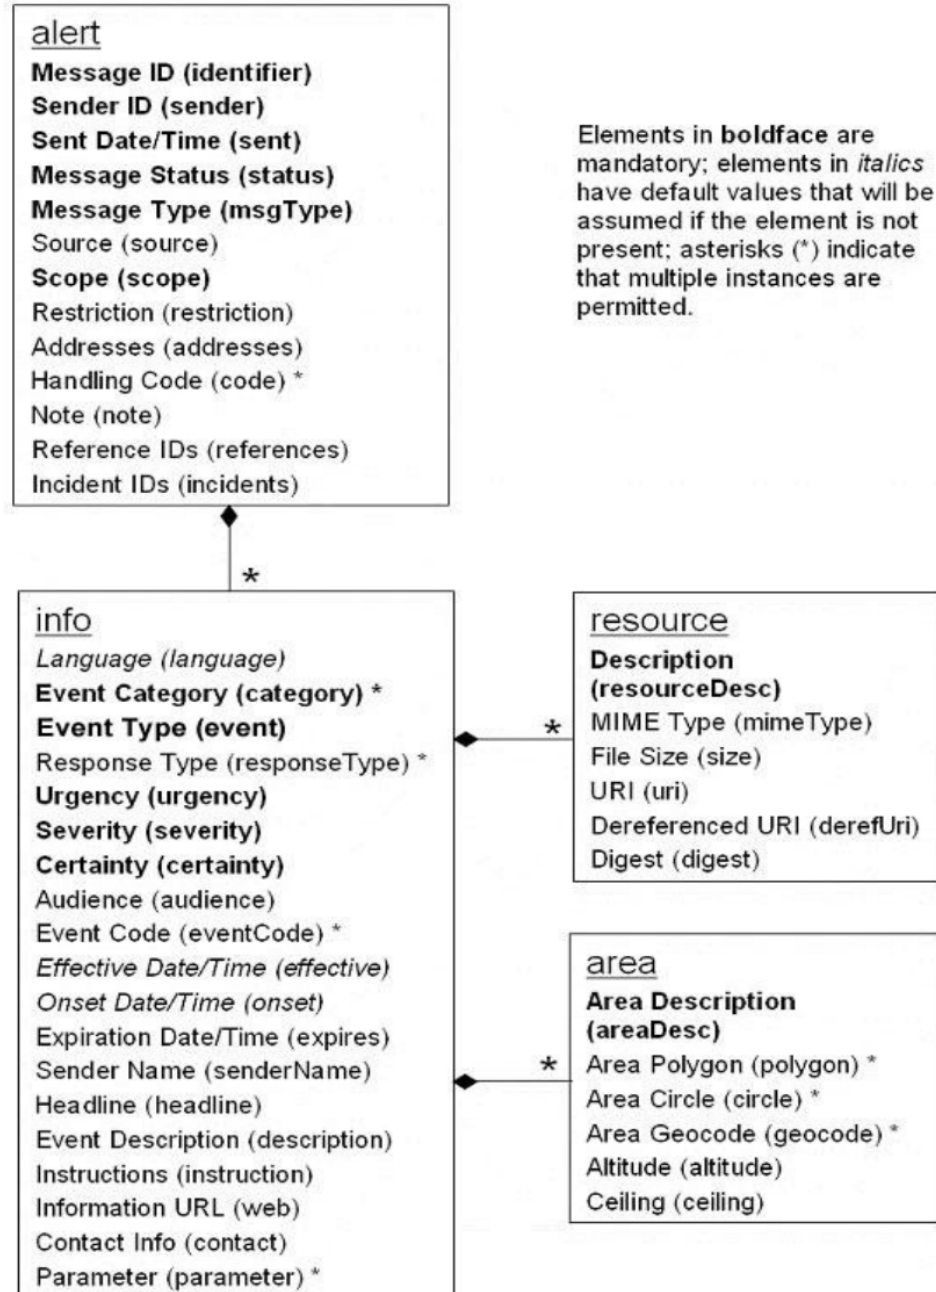 alert
Message ID (identifier)
Sender ID (sender)
Sent Date/Time (sent)
Message Status (status)
Message Type (msgType)
Source (source)
Scope (scope)
Restriction (restriction)
Addresses (addresses)
Handling Code (code) *
Note (note)
Reference IDs (references)
Incident IDs (incidents)
Elements in boldface are
mandatory; elements in italics
have default values that will be
assumed if the element is not
present; asterisks (*) indicate
that multiple instances are
permitted.
*
info
Language (language)
Event Category (category) *
Event Type (event)
Response Type (responseType) *
Urgency (urgency)
Severity (severity)
Certainty (certainty)
Audience (audience)
Event Code (eventCode) *
Effective Date/Time (effective)
Onset Date/Time (onset)
Expiration Date/Time (expires)
Sender Name (senderName)
Headline (headline)
Event Description (description)
Instructions (instruction)
Information URL (web)
Contact Info (contact)
Parameter (parameter) *
*
resource
Description
(resourceDesc)
MIME Type (mimeType)
File Size (size)
URI (uri)
Dereferenced URI (derefUri)
Digest (digest)
*
area
Area Description
(areaDesc)
Area Polygon (polygon) *
Area Circle (circle) *
Area Geocode (geocode) *
Altitude (altitude)
Ceiling (ceiling)